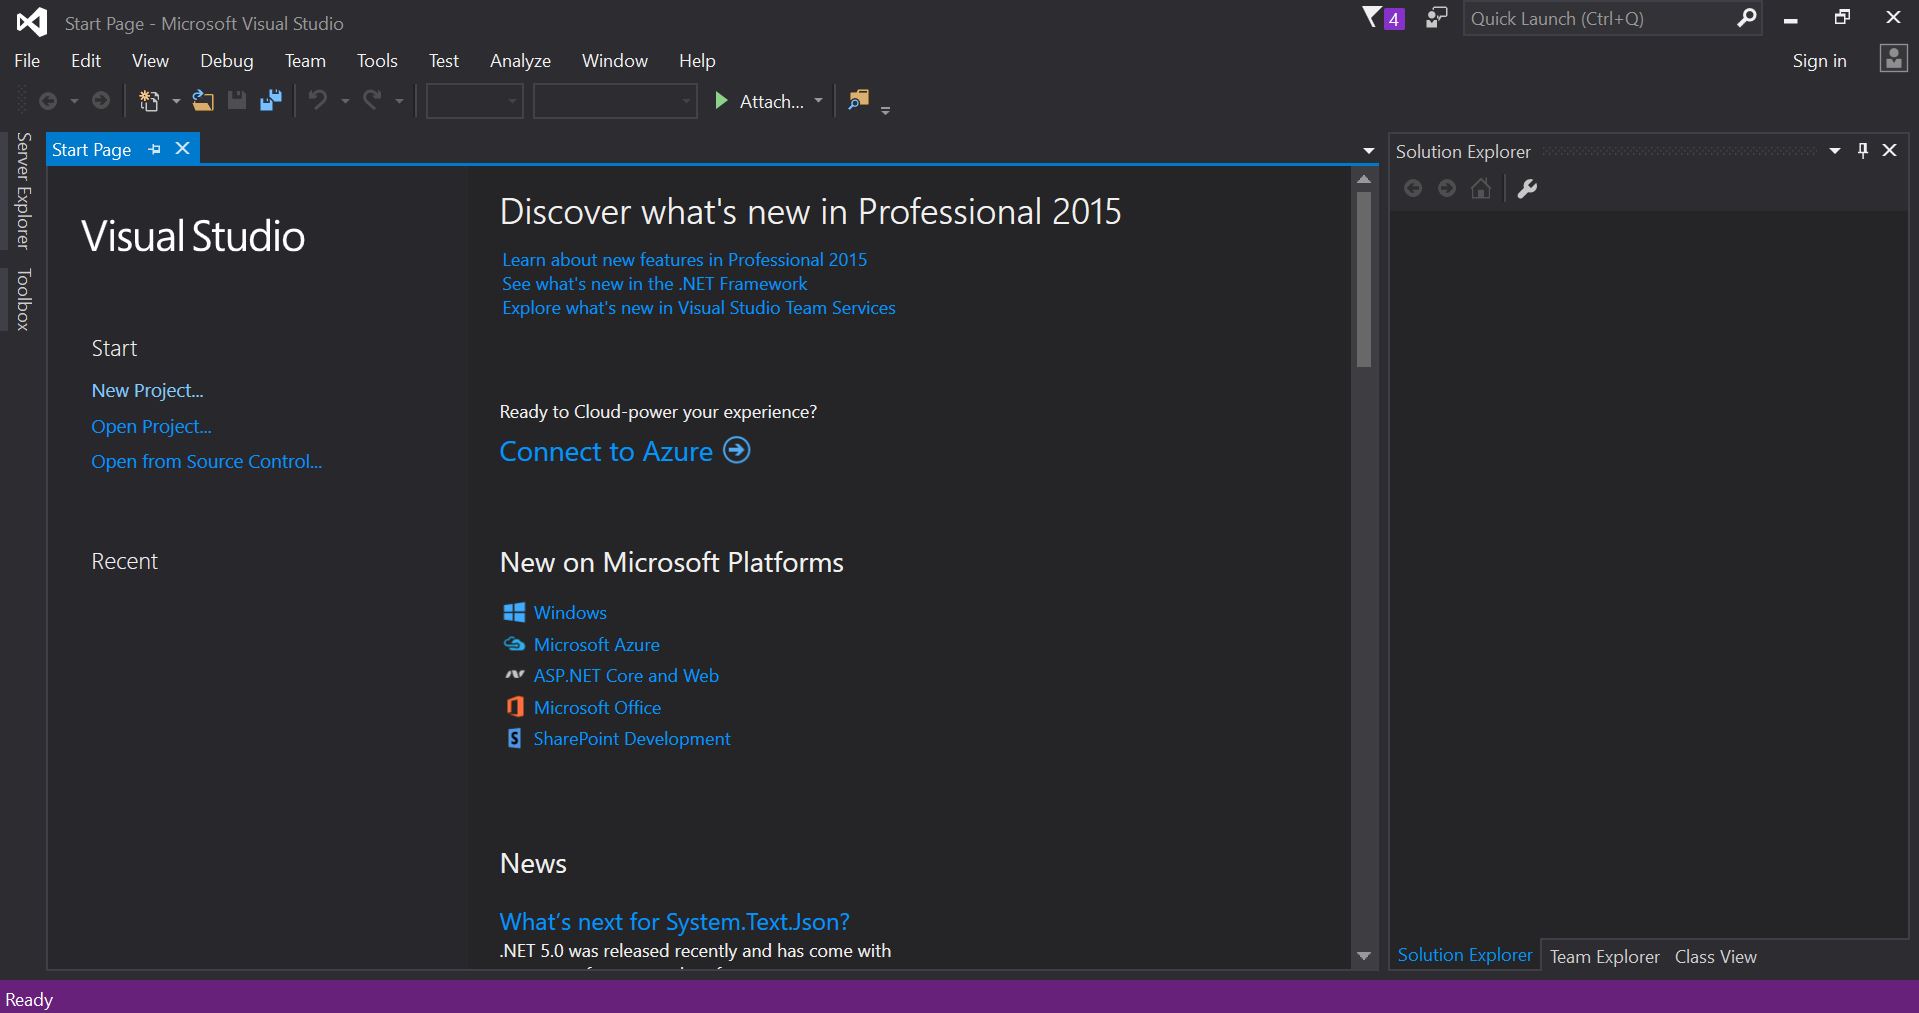 Start Page - Microsoft Visual Studio
4
Quick Launch (Ctrl+Q)
File Edit View Debug Team Tools Test Analyze Window Help
Sign in
Attach...
Server Explorer
Toolbox
Start Page
Visual Studio
Start
New Project...
Open Project...
Open from Source Control...
Recent
Discover what's new in Professional 2015
Learn about new features in Professional 2015
See what's new in the .NET Framework
Explore what's new in Visual Studio Team Services
Ready to Cloud-power your experience?
Connect to Azure
New on Microsoft Platforms
Windows
Microsoft Azure
ASP.NET Core and Web
Microsoft Office
SharePoint Development
News
What's next for System.Text.Json?
.NET 5.0 was released recently and has come with
Solution Explorer
Solution Explorer Team Explorer Class View
Ready